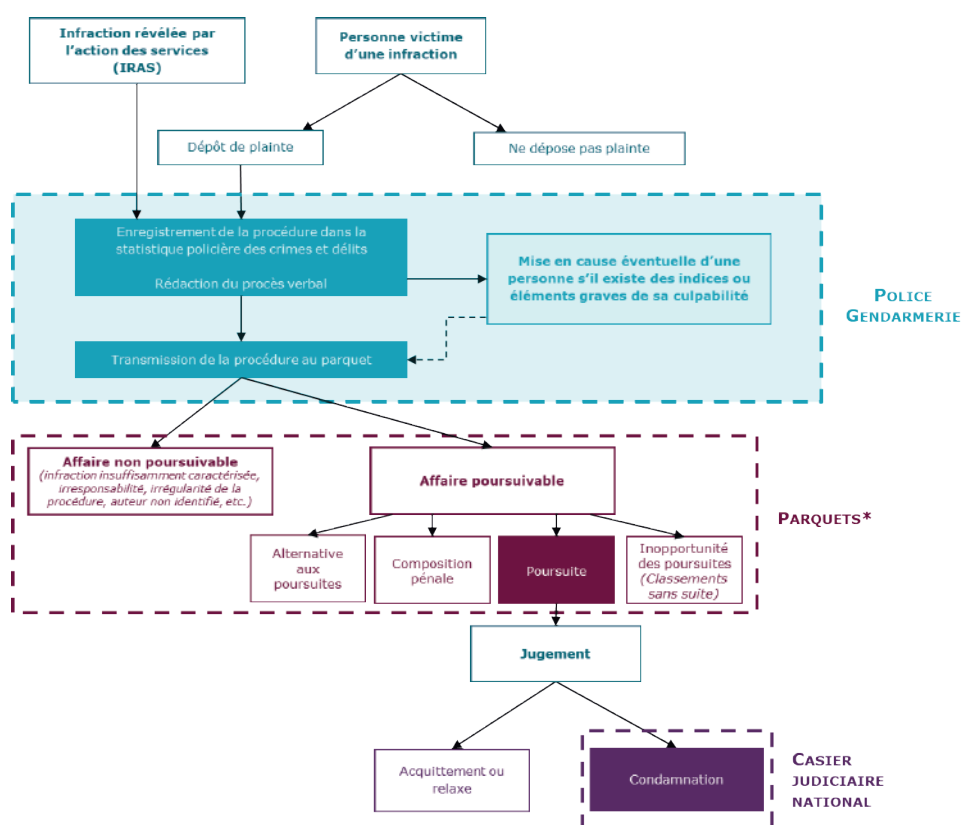 Infraction révélée par
l'action des services
(IRAS)
Personne victime
d'une infraction
Dépôt de plainte
Ne dépose pas plainte
Enregistrement de la procédure dans la
statistique policière des crimes et délits
Rédaction du procès verbal
Mise en cause éventuelle d'une
personne s'il existe des indices ou
éléments graves de sa culpabilité
POLICE
GENDARMERIE
Transmission de la procédure au parquet
Affaire non poursuivable
(infraction insuffisamment caractérisée,
irresponsabilité, irrégularité de la
procédure, auteur non identifié, etc.)
Affaire poursuivable
PARQUETS*
Alternative
aux
poursuites
Composition
pénale
Poursuite
Inopportunité
des poursuites
(Classements
sans suite)
Jugement
Acquittement ou
relaxe
Condamnation
CASIER
JUDICIAIRE
NATIONAL